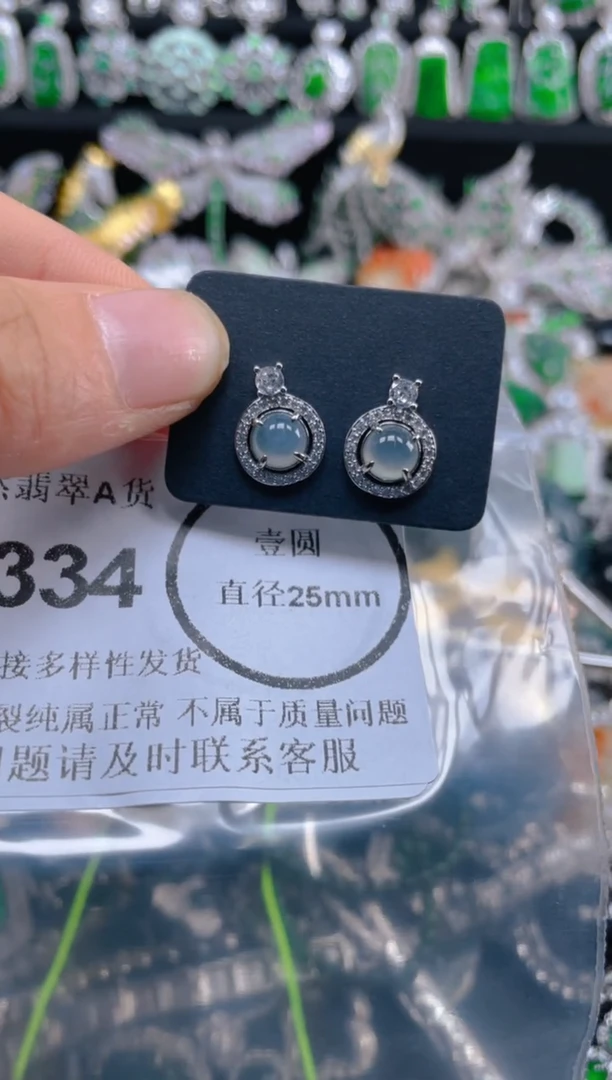 翡翠A货
334
壹圆
直径25mm
接多样性发货
裂纯属正常 不属于质量问题
题请及时联系客服